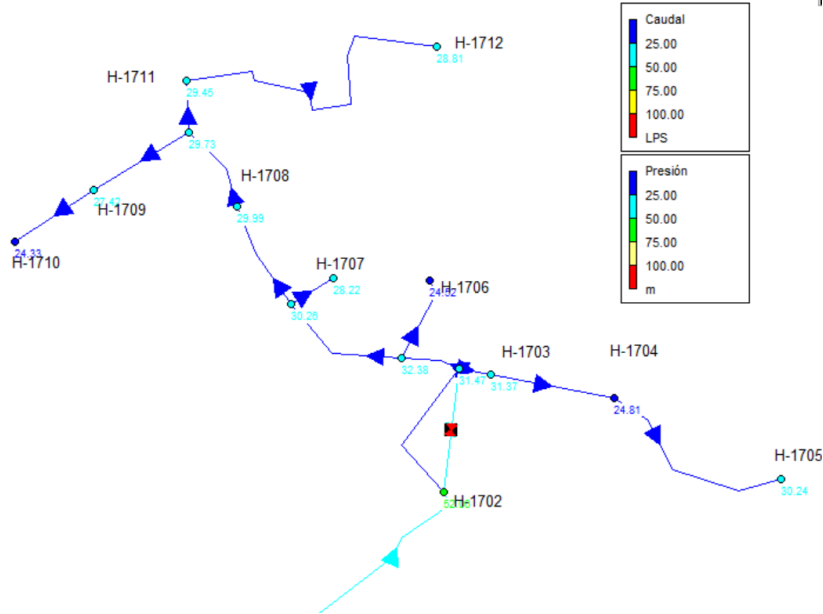 Caudal
25.00
50.00
75.00
100.00
LPS
Presión
25.00
50.00
75.00
100.00
m
H-1712
28.81
H-1711
29.45
29.73
H-1708
29.99
27.42
H-1709
24.33
H-1710
H-1707
28.22
30.26
H-1706
32.38
H-1703
31.47
31.37
H-1704
24.81
H-1705
30.24
H-1702